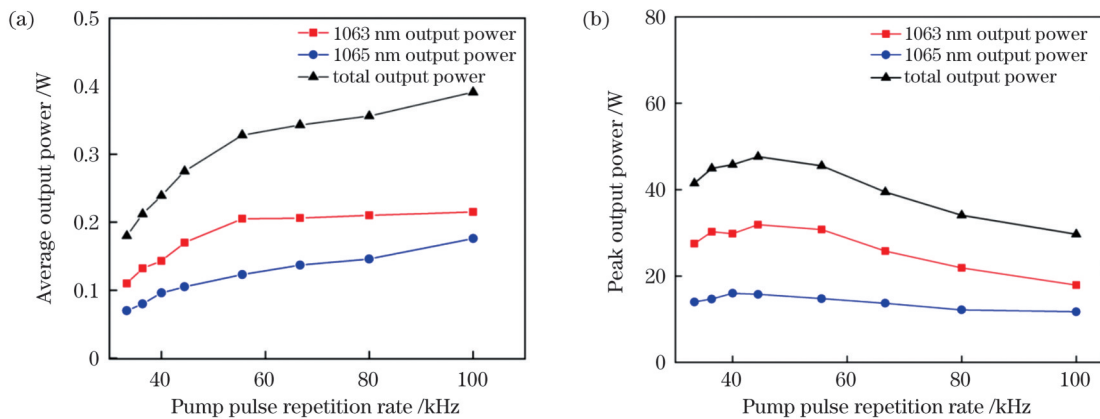 (a)
0.5
0.4
0.3
0.2
0.1
0
Average output power /W
1063 nm output power
1065 nm output power
total output power
40
60
80
100
Pump pulse repetition rate /kHz
(b)
80
60
40
20
0
Peak output power /W
1063 nm output power
1065 nm output power
total output power
40
60
80
100
Pump pulse repetition rate /kHz